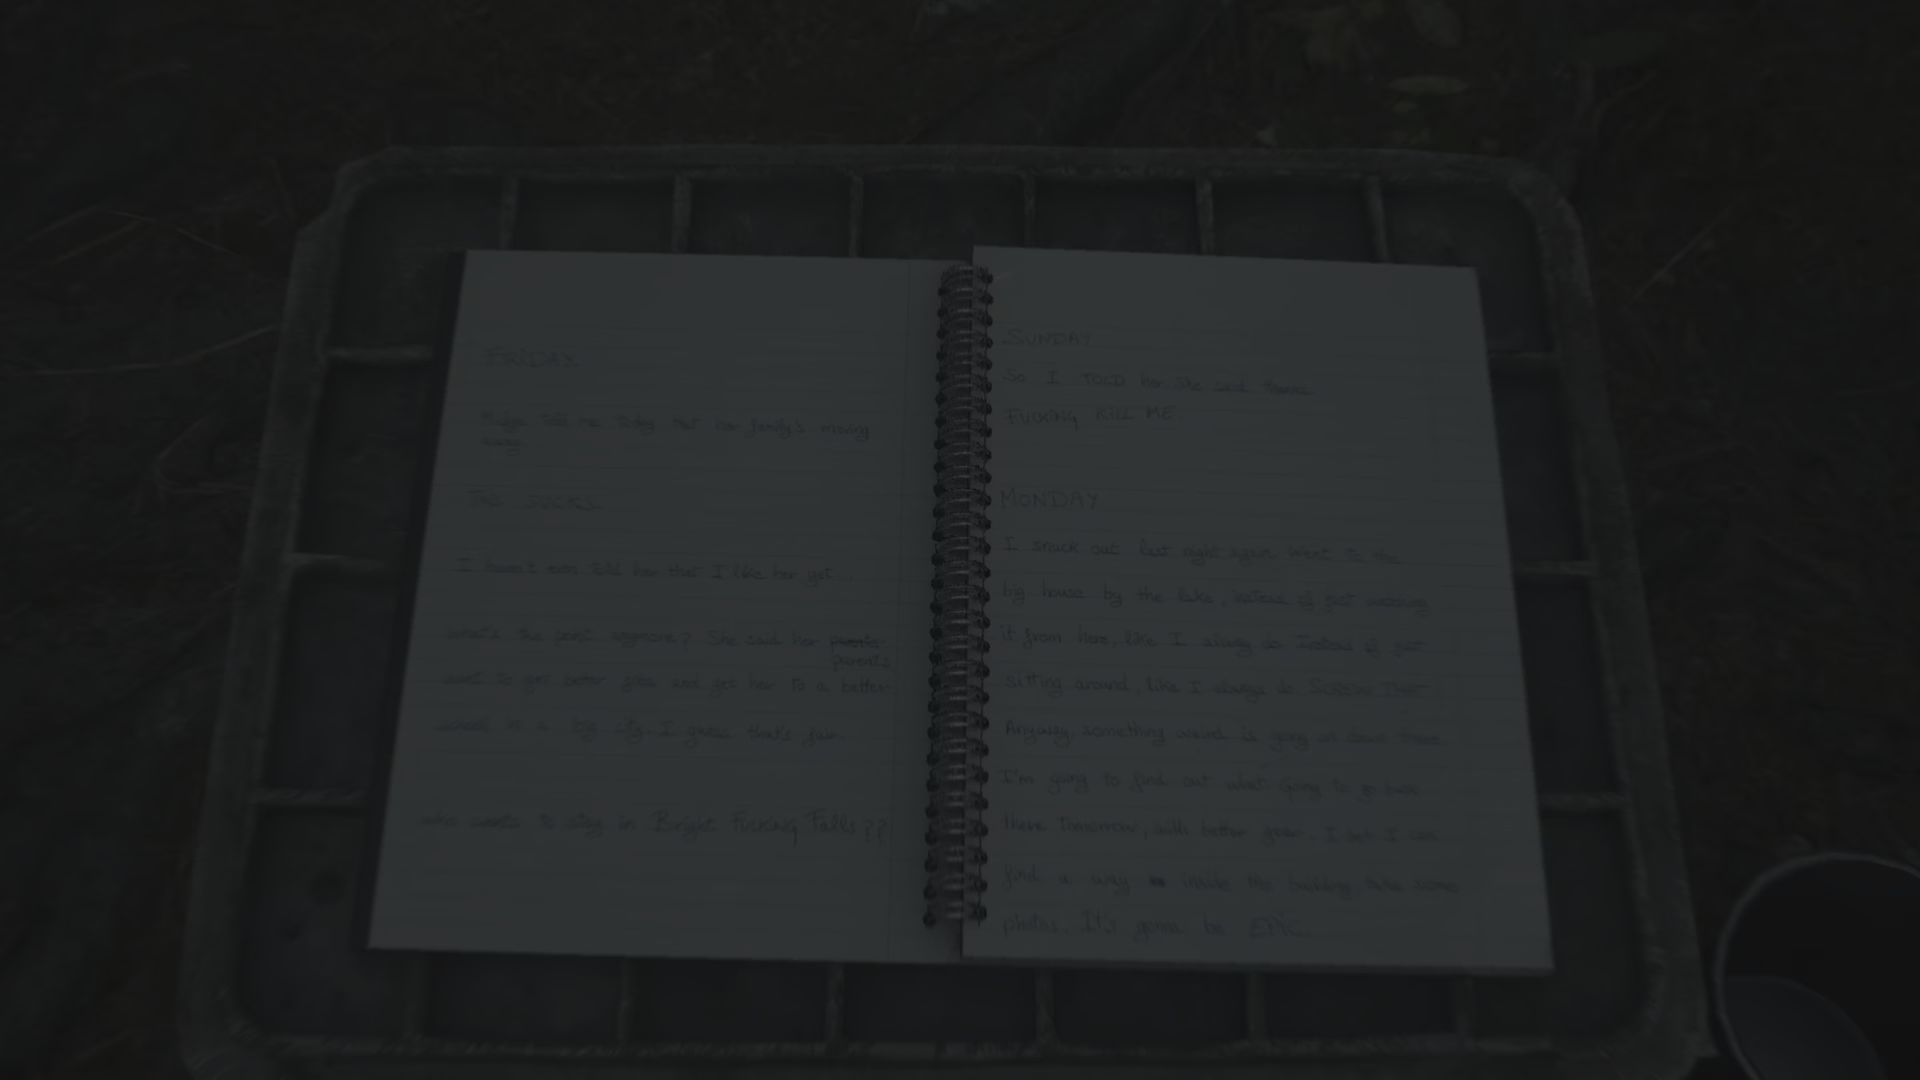 FRIDAY
told me today that her family's moving
away
THIS SUCKS.
I haven't even told her that I like her yet.
what's the point anymore? She said her parents
parents
want to get better jobs and get her to a better
school in a big city. I guess that's fair.
who wants to stay in Bright FUCKING Falls??
SUNDAY
So I TOLD her. She said thanks.
FUCKING KILL ME.
MONDAY
I snuck out last night again. Went to the
big house by the lake, instead of just watching
it from here, like I always do. Instead of just
sitting around, like I always do. SCREW THAT!
Anyway, something weird is going on down there.
I'm going to find out what. Going to go back
there tomorrow, with better gear. I bet I can
find a way inside the building, take some
photos. It's gonna be EPIC.